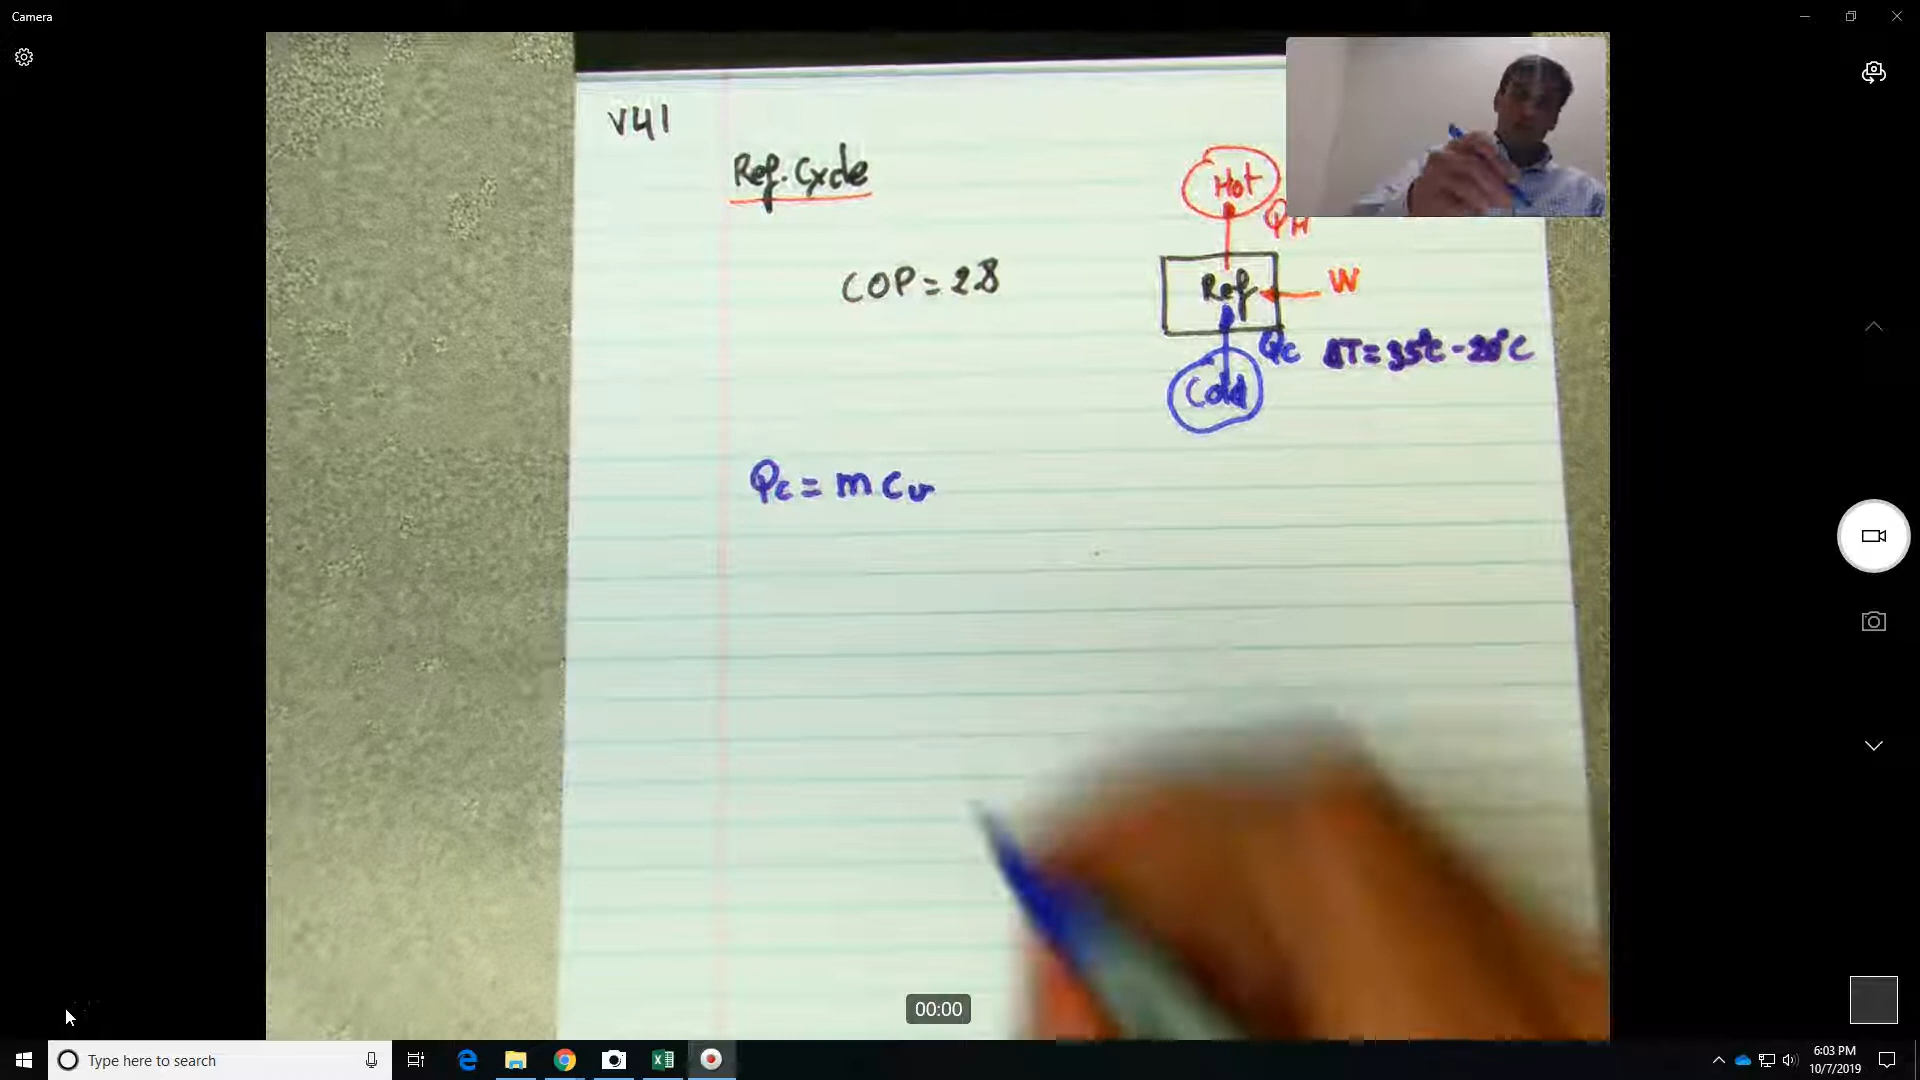 Camera
V41
Ref. Cycle
Hot
QH
COP = 28
Ref
W
Qc ΔT = 35°C - 20°C
Cold
Qc = m Cv
00:00
Type here to search
6:03 PM
10/7/2019